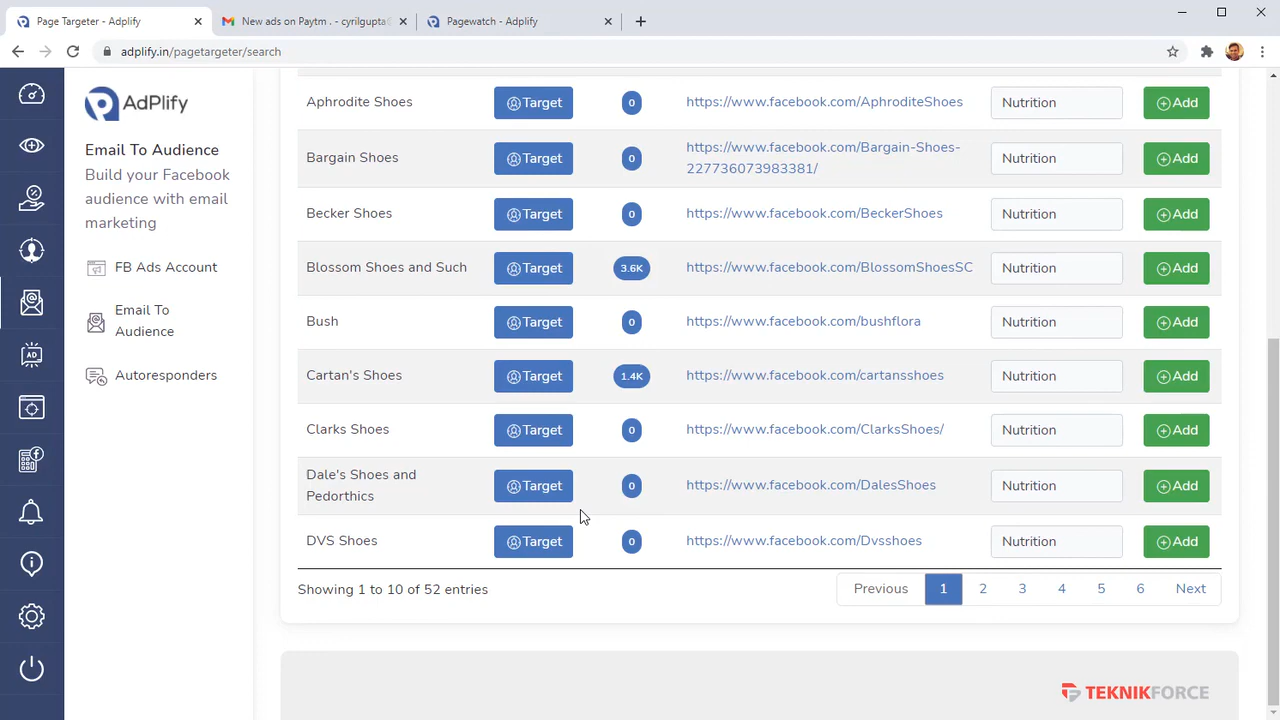 Page Targeter - Adplify
New ads on Paytm . - cyrilgupta@
Pagewatch - Adplify
adplify.in/pagetargeter/search
AdPlify
Email To Audience
Build your Facebook
audience with email
marketing
FB Ads Account
Email To
Audience
Autoresponders
AD
Aphrodite Shoes Target 0 https://www.facebook.com/AphroditeShoes Nutrition Add
Bargain Shoes Target 0 https://www.facebook.com/Bargain-Shoes-
227736073983381/ Nutrition Add
Becker Shoes Target 0 https://www.facebook.com/BeckerShoes Nutrition Add
Blossom Shoes and Such Target 3.6K https://www.facebook.com/BlossomShoesSC Nutrition Add
Bush Target 0 https://www.facebook.com/bushflora Nutrition Add
Cartan's Shoes Target 1.4K https://www.facebook.com/cartansshoes Nutrition Add
Clarks Shoes Target 0 https://www.facebook.com/ClarksShoes/ Nutrition Add
Dale's Shoes and
Pedorthics Target 0 https://www.facebook.com/DalesShoes Nutrition Add
DVS Shoes Target 0 https://www.facebook.com/Dvsshoes Nutrition Add
Showing 1 to 10 of 52 entries
Previous 1 2 3 4 5 6 Next
TEKNIKFORCE